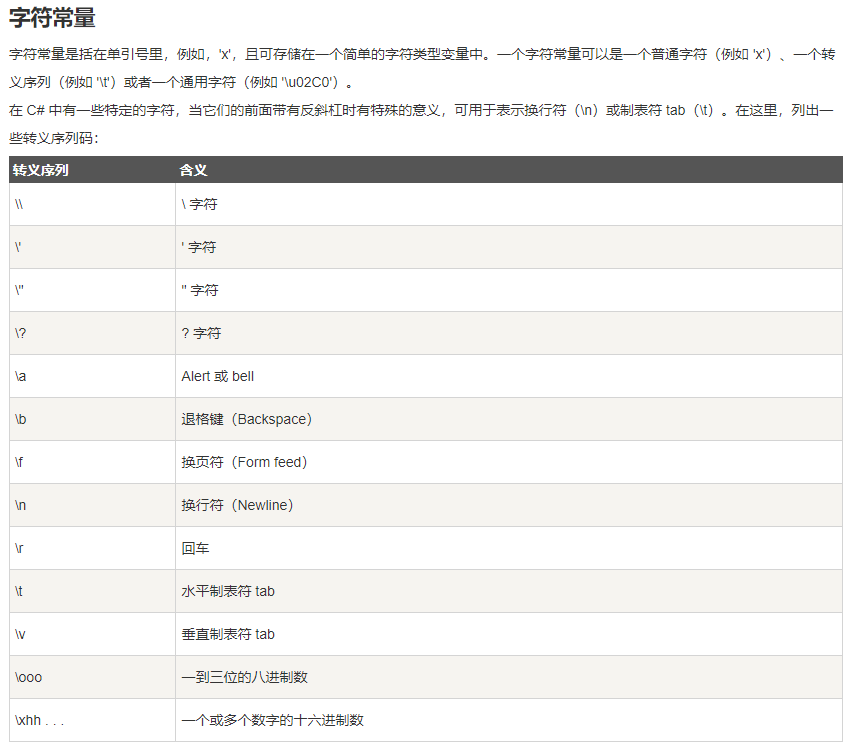 字符常量
字符常量是括在单引号里，例如，'x'，且可存储在一个简单的字符类型变量中。一个字符常量可以是一个普通字符（例如 'x'）、一个转
义序列（例如 '\t'）或者一个通用字符（例如 '\u02C0'）。
在 C# 中有一些特定的字符，当它们的前面带有反斜杠时有特殊的意义，可用于表示换行符（\n）或制表符 tab（\t）。在这里，列出一
些转义序列码：
转义序列 含义
\\ \ 字符
\' ' 字符
\" " 字符
\? ? 字符
\a Alert 或 bell
\b 退格键（Backspace）
\f 换页符（Form feed）
\n 换行符（Newline）
\r 回车
\t 水平制表符 tab
\v 垂直制表符 tab
\ooo 一到三位的八进制数
\xhh . . . 一个或多个数字的十六进制数